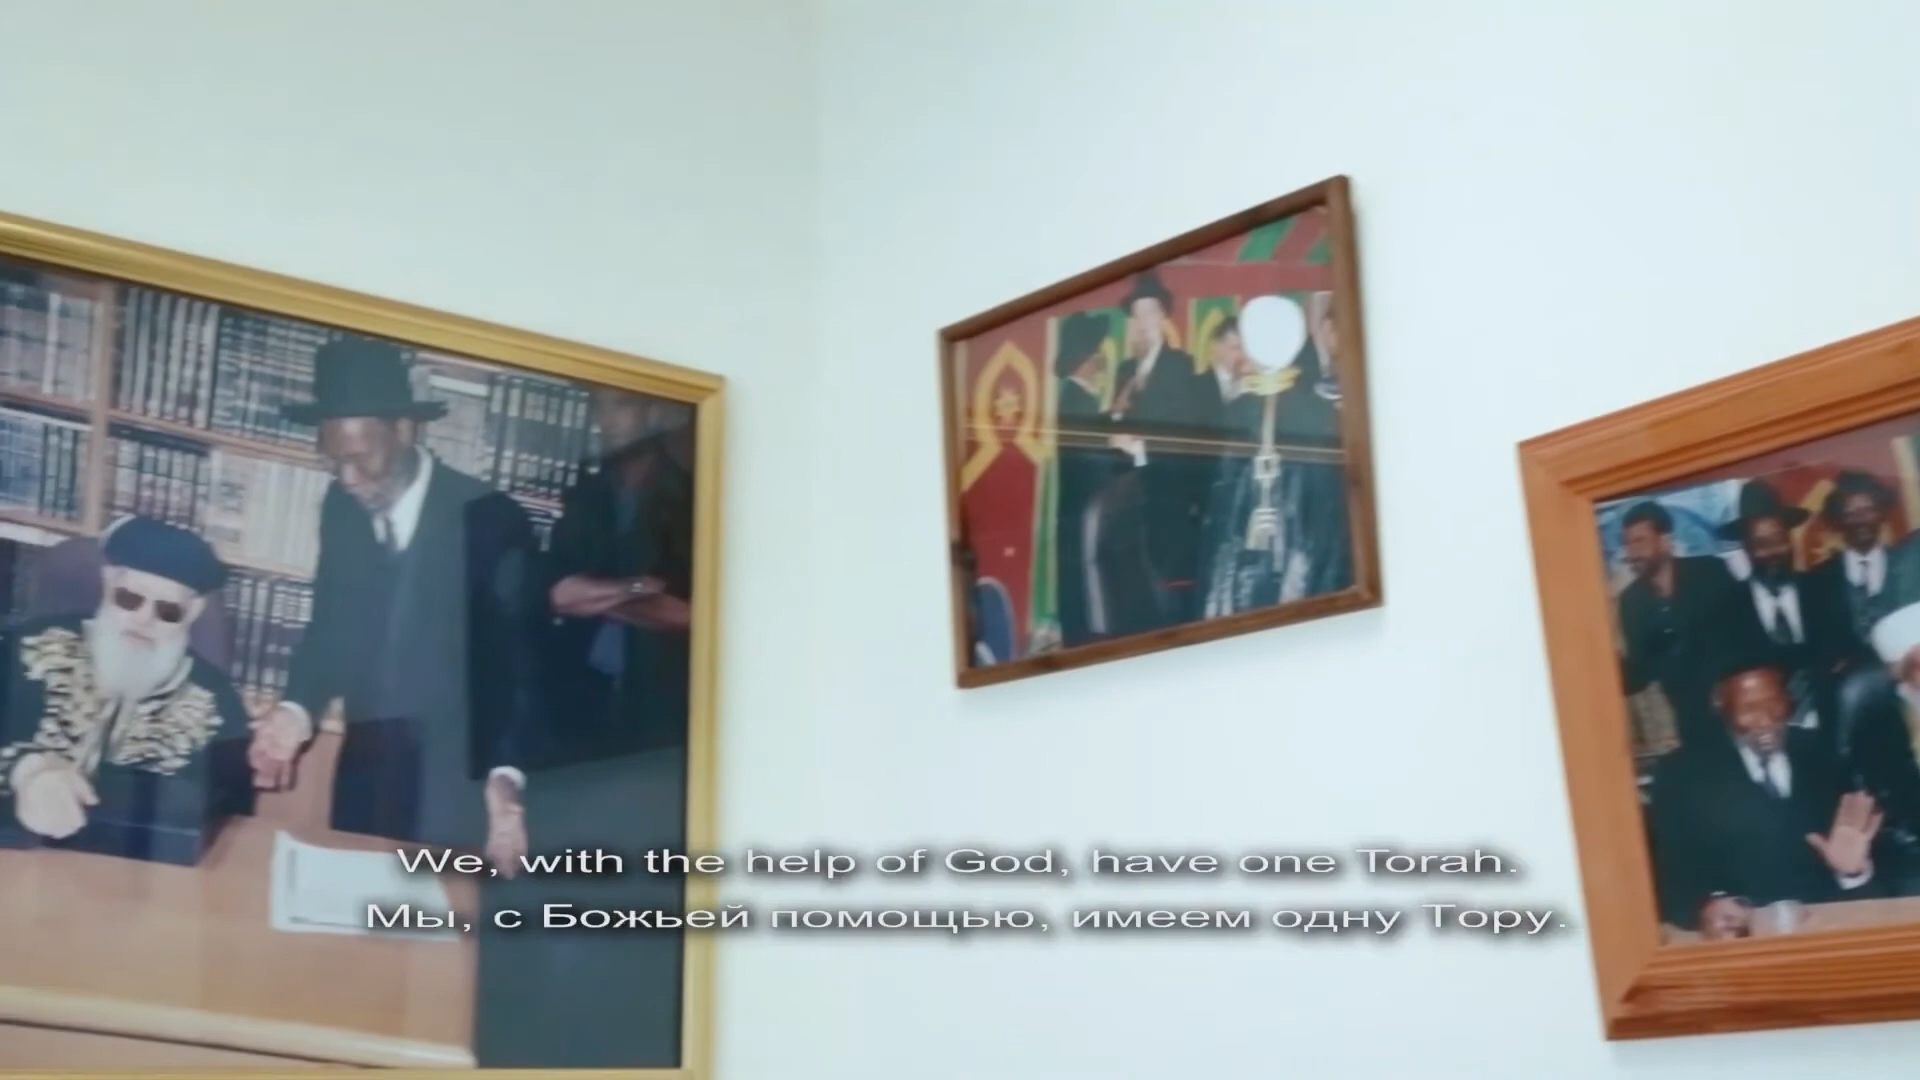 We, with the help of God, have one Torah.
Мы, с Божьей помощью, имеем одну Тору.